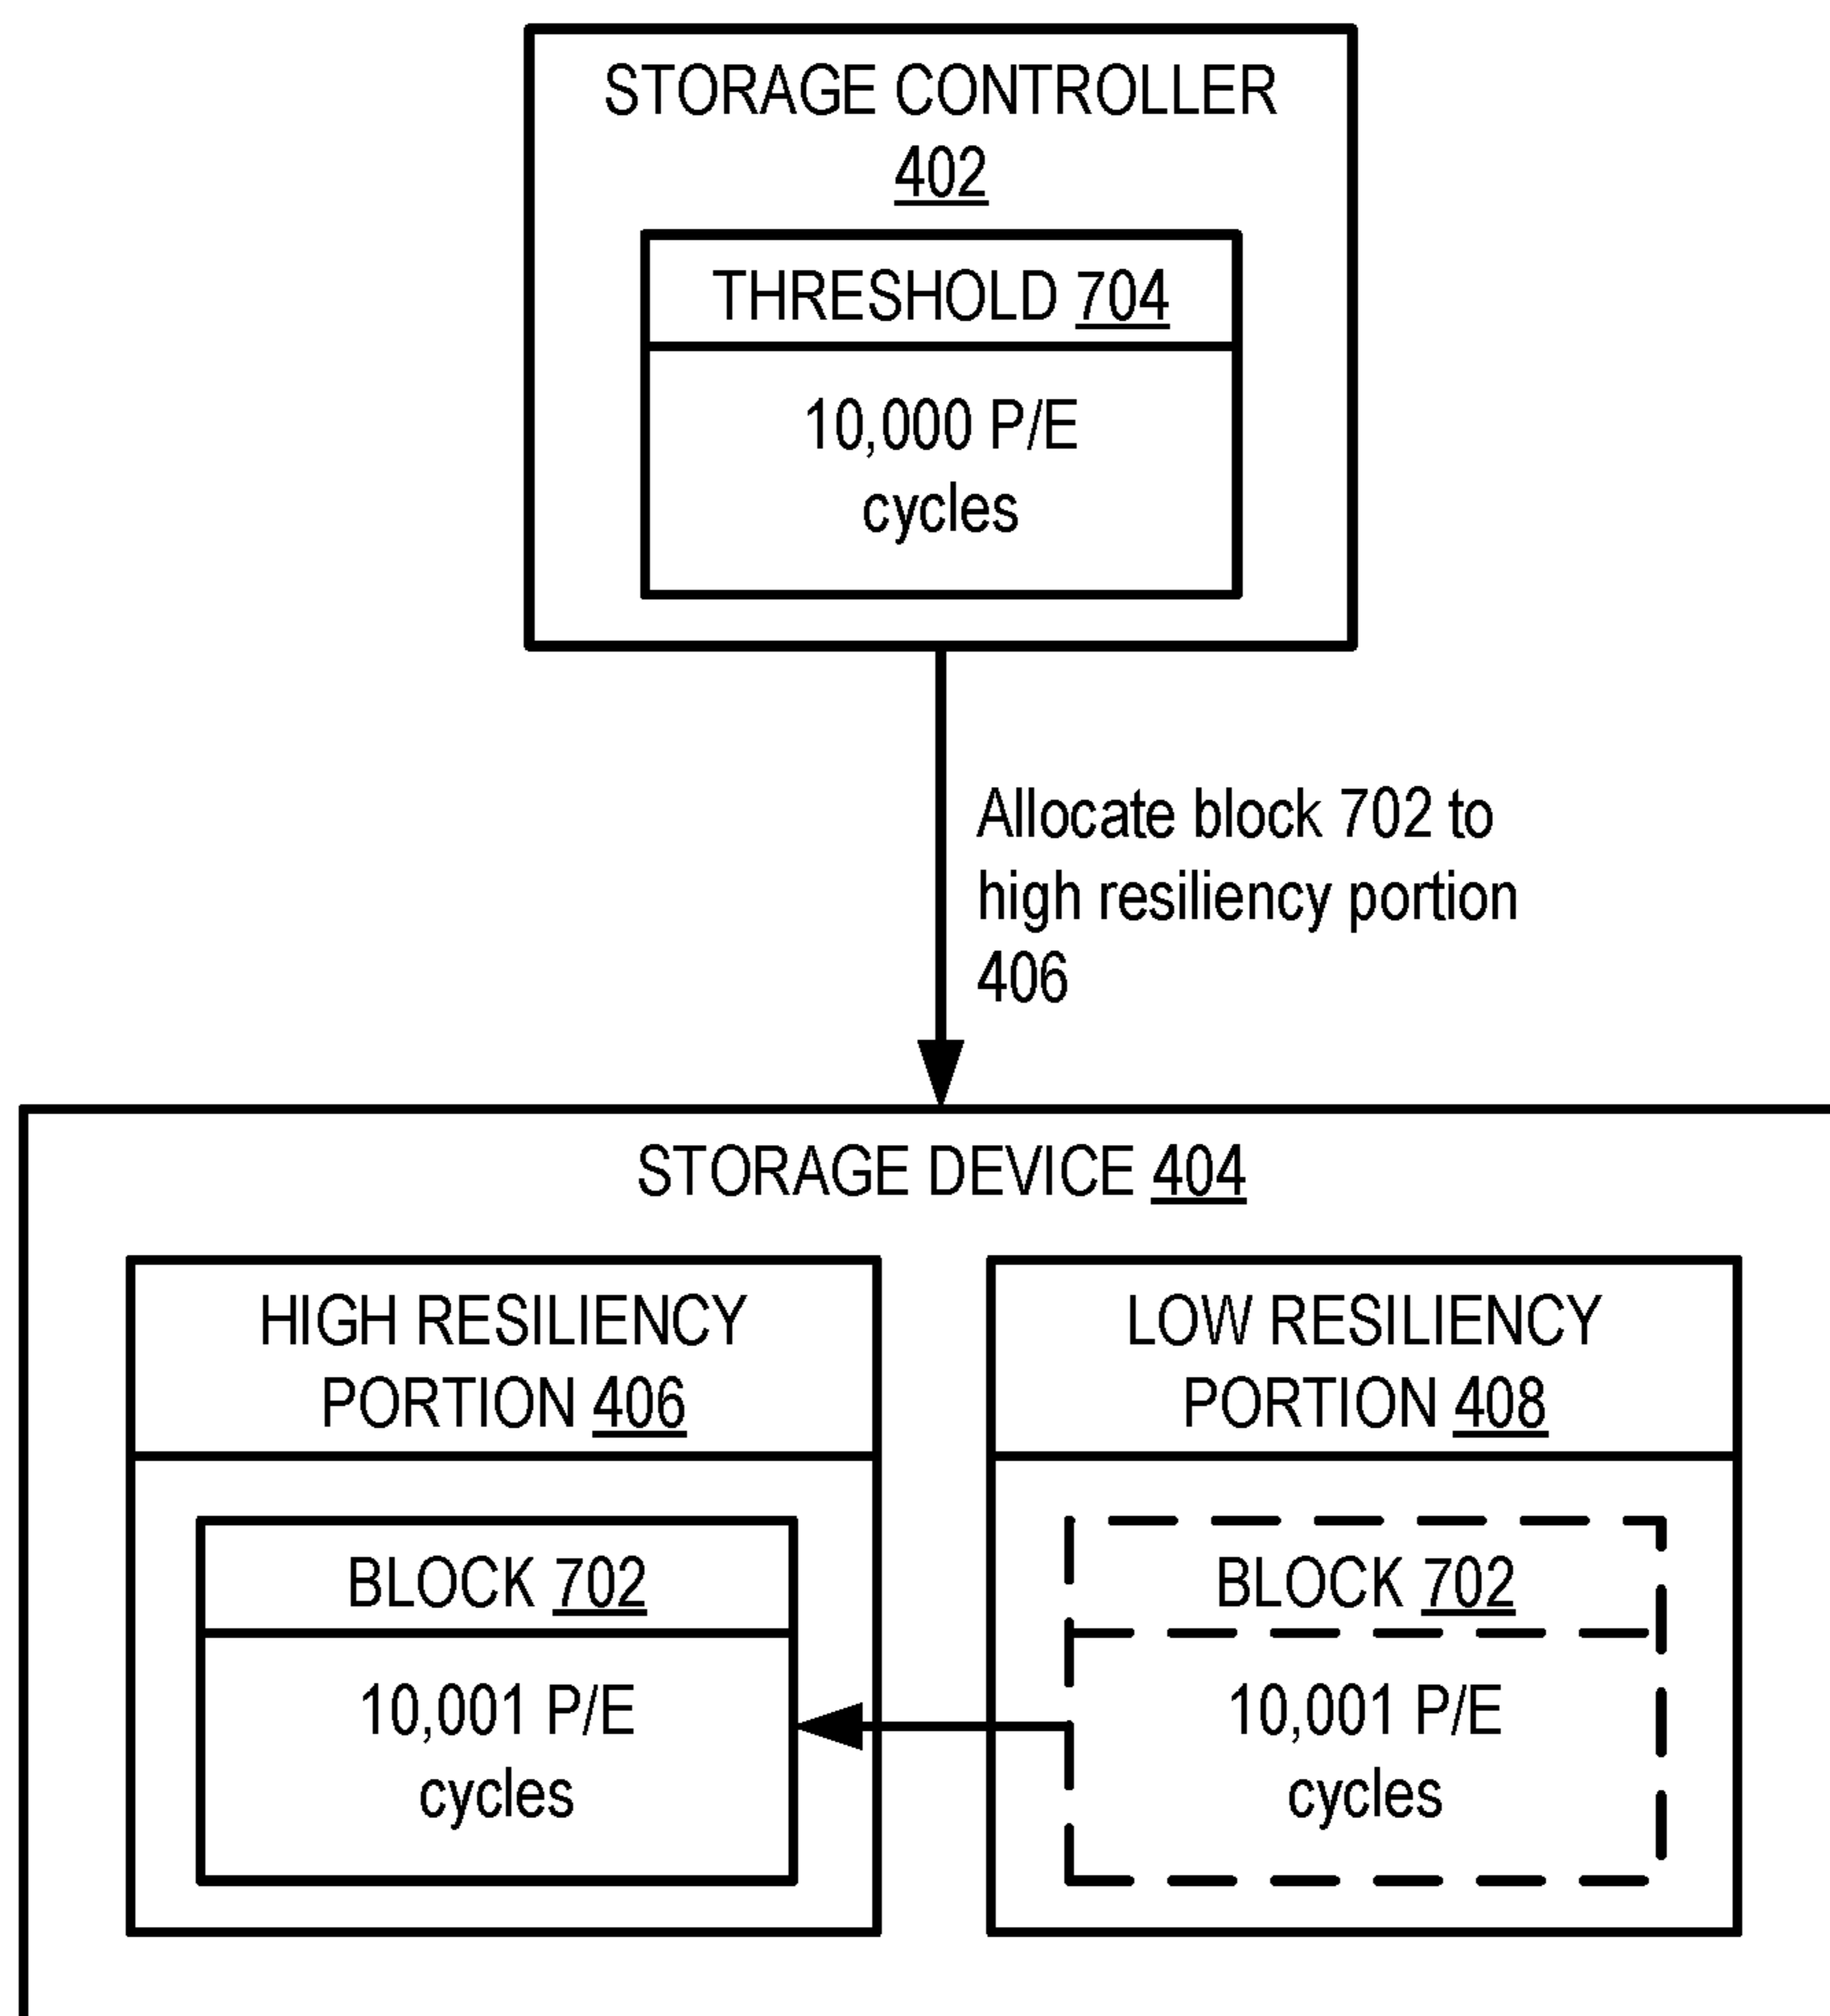 STORAGE CONTROLLER
402
THRESHOLD 704
10,000 P/E
cycles
Allocate block 702 to
high resiliency portion
406
STORAGE DEVICE 404
HIGH RESILIENCY
PORTION 406
BLOCK 702
10,001 P/E
cycles
LOW RESILIENCY
PORTION 408
BLOCK 702
10,001 P/E
cycles